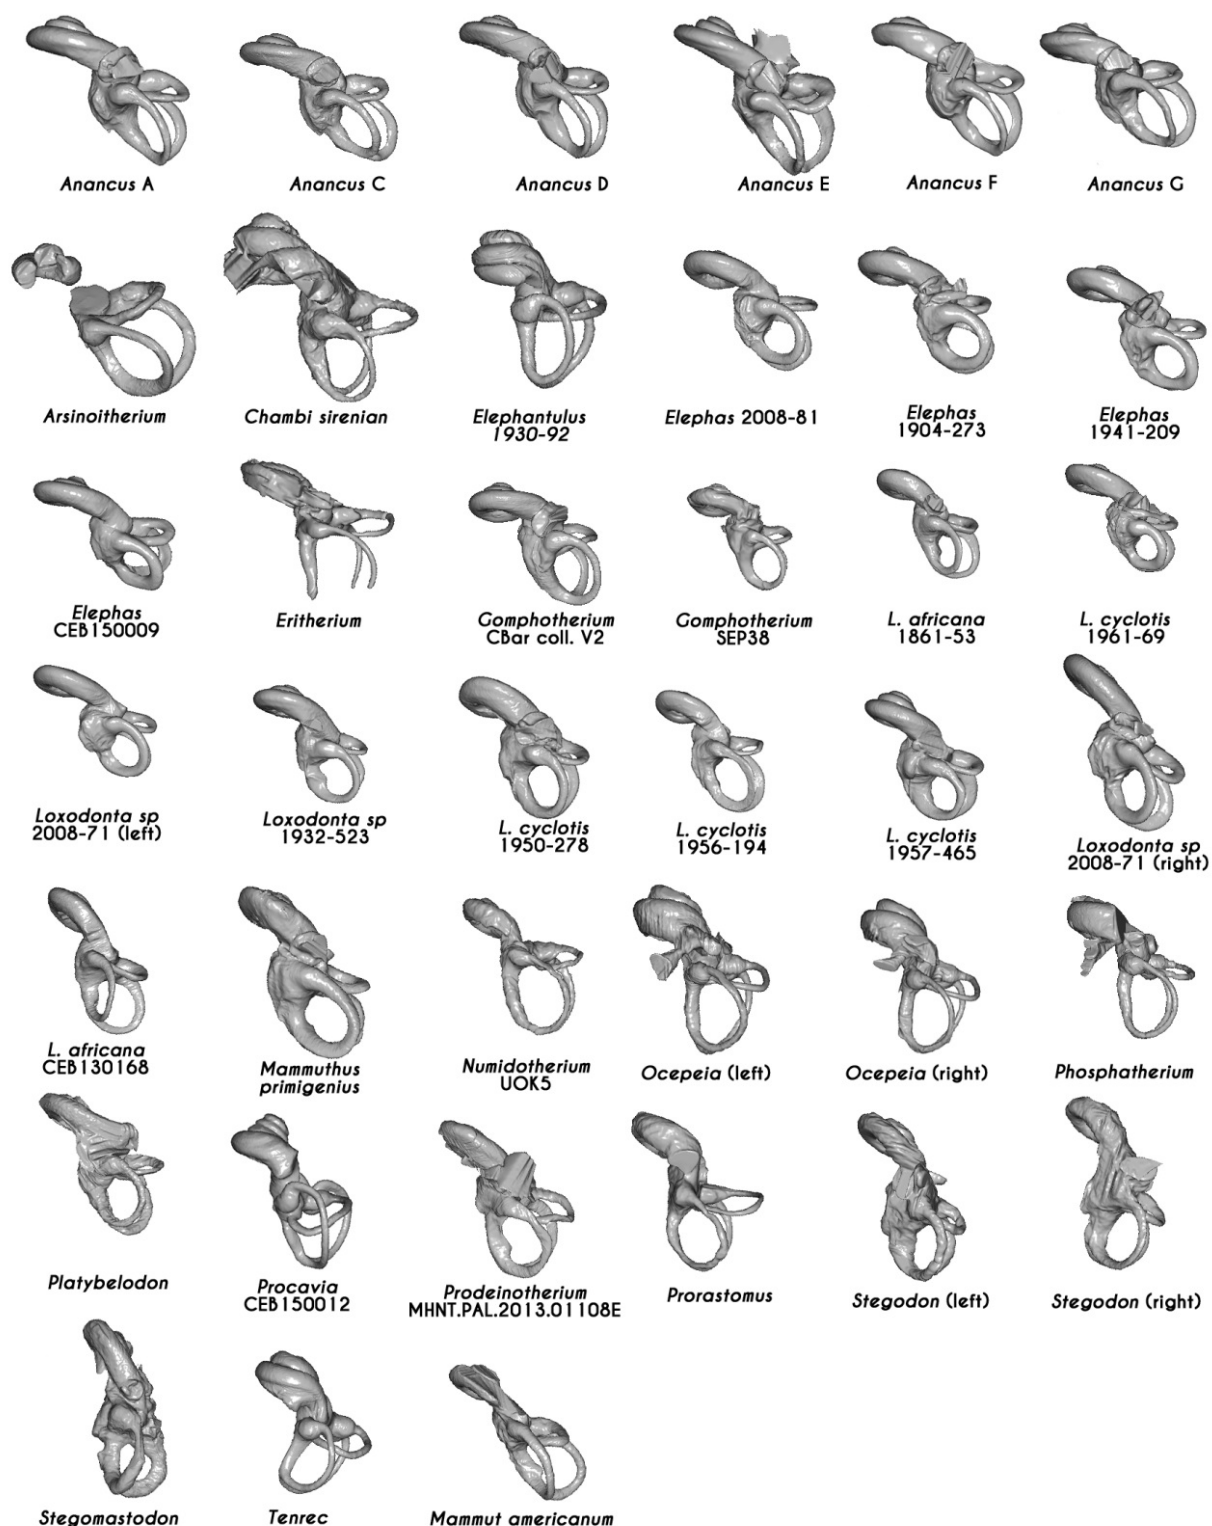 Anancus A
Anancus C
Anancus D
Anancus E
Anancus F
Anancus G
Arsinoitherium
Chambi sirenian
Elephantulus
1930-92
Elephas 2008-81
Elephas
1904-273
Elephas
1941-209
Elephas
CEB150009
Eritherium
Gomphotherium
CBar coll. V2
Gomphotherium
SEP38
L. africana
1861-53
L. cyclotis
1961-69
Loxodonta sp
2008-71 (left)
Loxodonta sp
1932-523
L. cyclotis
1950-278
L. cyclotis
1956-194
L. cyclotis
1957-465
Loxodonta sp
2008-71 (right)
L. africana
CEB130168
Mammuthus
primigenius
Numidotherium
UOK5
Ocepeia (left)
Ocepeia (right)
Phosphatherium
Platybelodon
Procavia
CEB150012
Prodeinotherium
MHNT.PAL.2013.01108E
Prorastomus
Stegodon (left)
Stegodon (right)
Stegomastodon
Tenrec
Mammut americanum